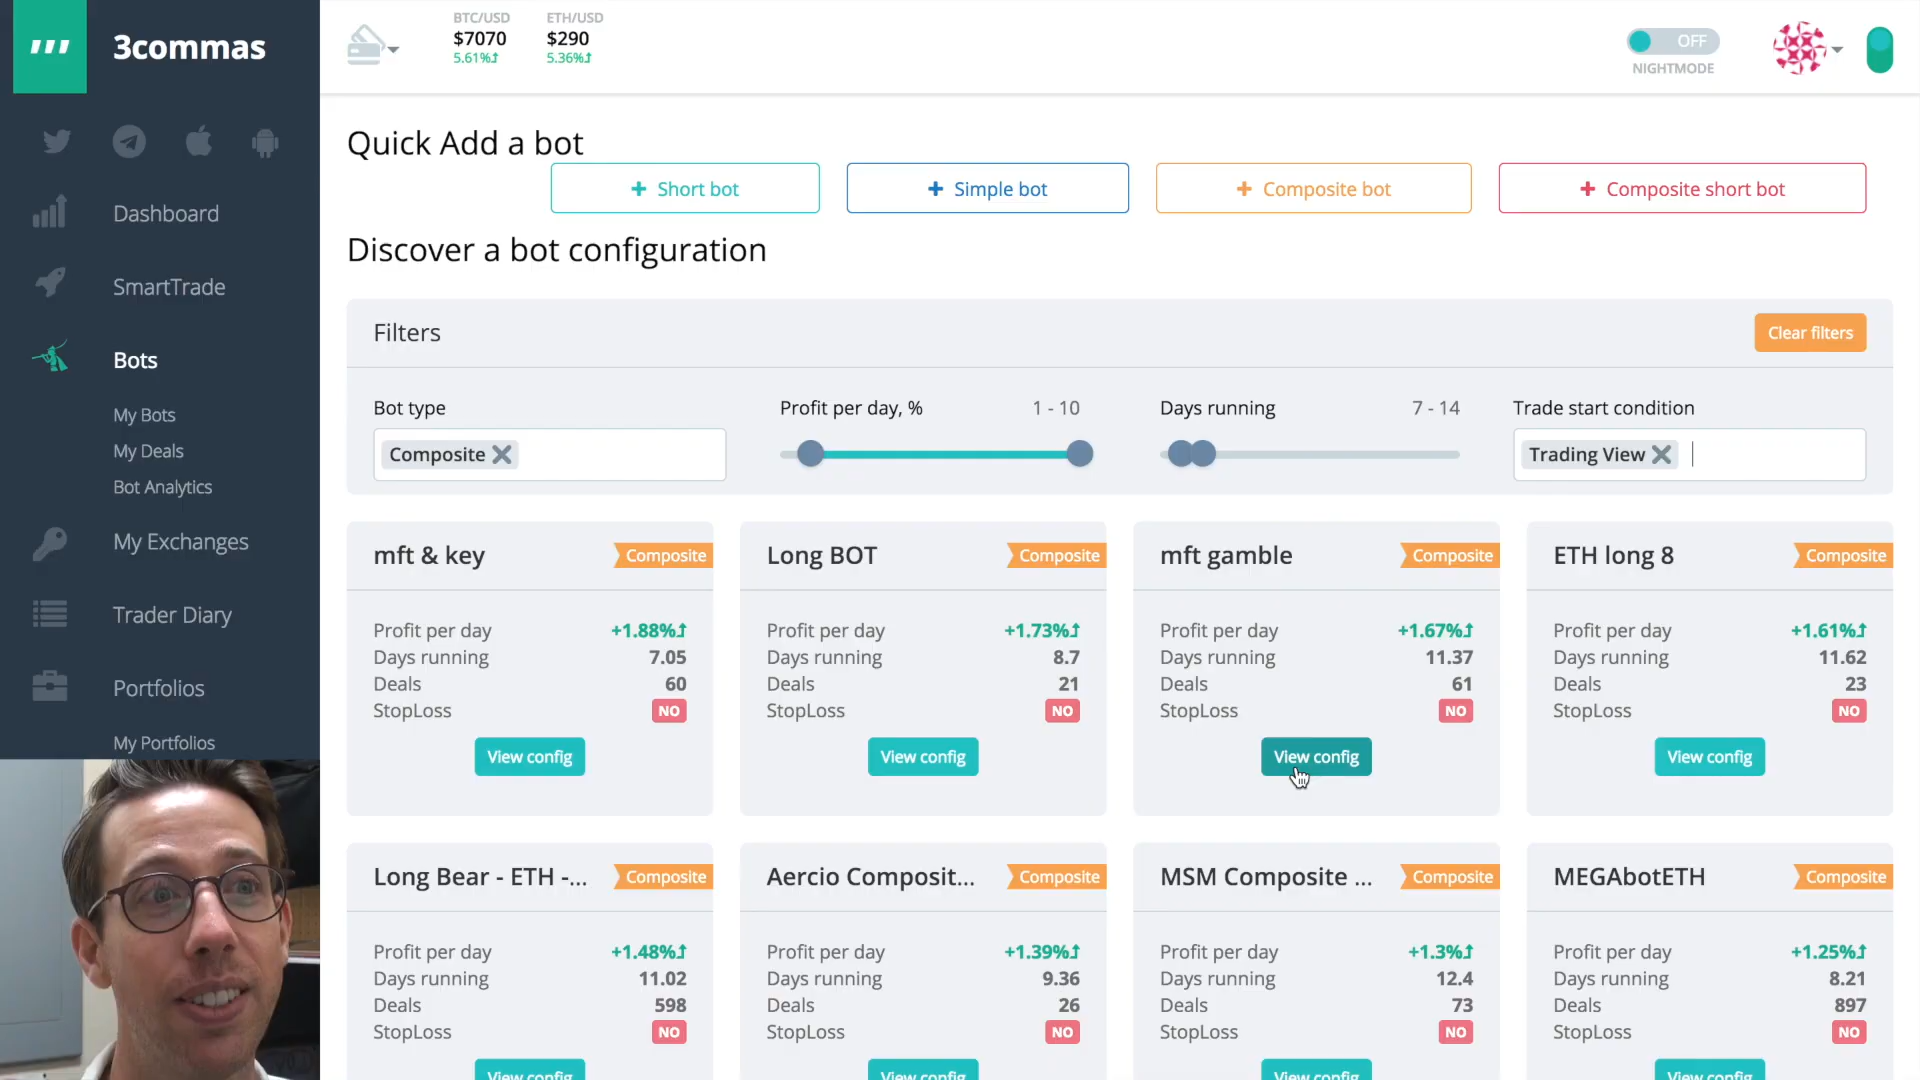 3commas
Dashboard
SmartTrade
Bots
My Bots
My Deals
Bot Analytics
My Exchanges
Trader Diary
Portfolios
My Portfolios
BTC/USD
$7070
5.61%
ETH/USD
$290
5.36%
OFF
NIGHTMODE
Quick Add a bot
+ Short bot
+ Simple bot
+ Composite bot
+ Composite short bot
Discover a bot configuration
Filters
Clear filters
Bot type
Composite
Profit per day, % 1 - 10
Days running 7 - 14
Trade start condition
Trading View
mft & key Composite
Profit per day +1.88%
Days running 7.05
Deals 60
StopLoss NO
View config
Long BOT Composite
Profit per day +1.73%
Days running 8.7
Deals 21
StopLoss NO
View config
mft gamble Composite
Profit per day +1.67%
Days running 11.37
Deals 61
StopLoss NO
View config
ETH long 8 Composite
Profit per day +1.61%
Days running 11.62
Deals 23
StopLoss NO
View config
Long Bear - ETH -... Composite
Profit per day +1.48%
Days running 11.02
Deals 598
StopLoss NO
View config
Aercio Composit... Composite
Profit per day +1.39%
Days running 9.36
Deals 26
StopLoss NO
View config
MSM Composite ... Composite
Profit per day +1.3%
Days running 12.4
Deals 73
StopLoss NO
View config
MEGAbotETH Composite
Profit per day +1.25%
Days running 8.21
Deals 897
StopLoss NO
View config